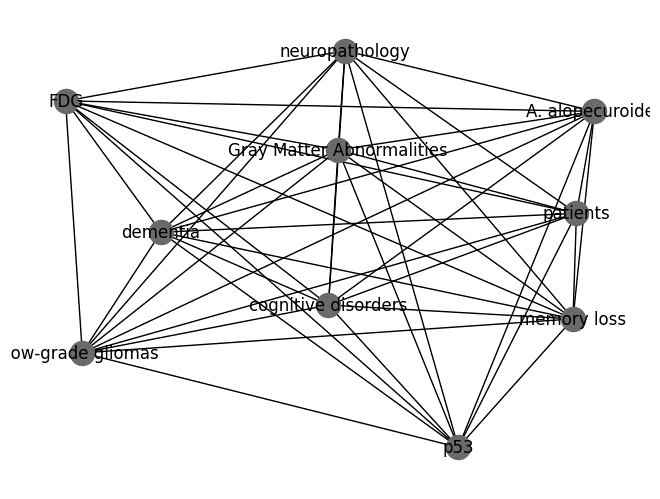 neuropathology
FDG
A. alopecuroide
Gray Matter Abnormalities
patients
dementia
cognitive disorders
memory loss
ow-grade gliomas
p53